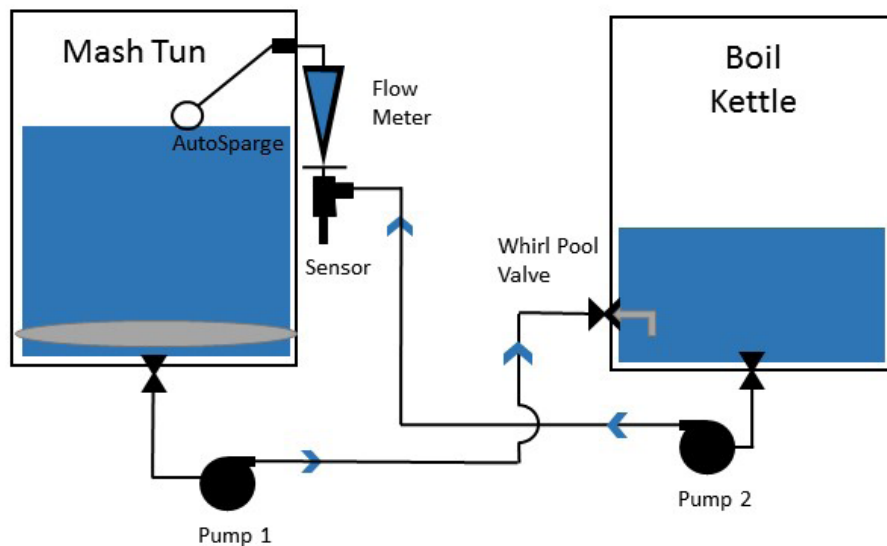 Mash Tun
Boil
Kettle
Flow
Meter
AutoSparge
Whirl Pool
Valve
Sensor
Pump 2
Pump 1